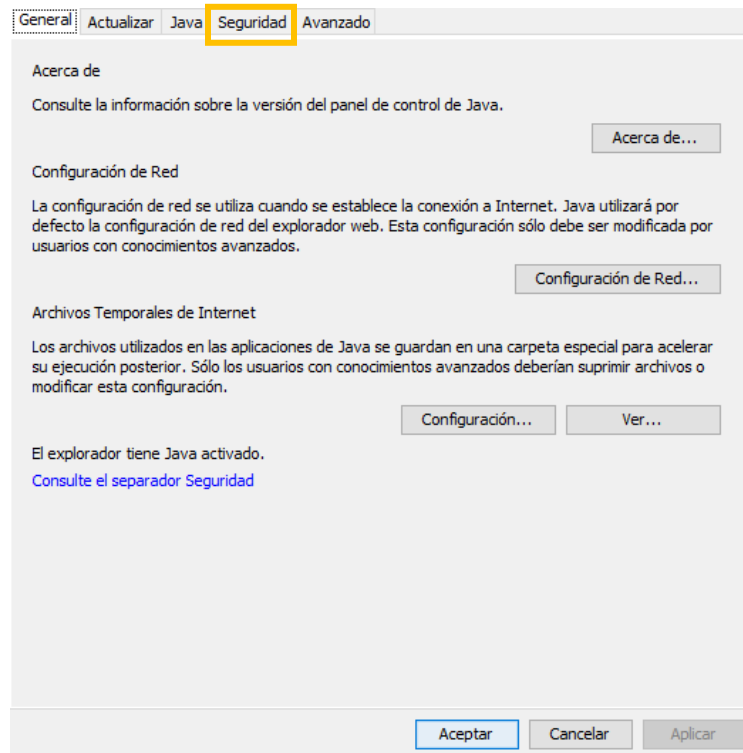 General Actualizar Java Seguridad Avanzado
Acerca de
Consulte la información sobre la versión del panel de control de Java.
Acerca de...
Configuración de Red
La configuración de red se utiliza cuando se establece la conexión a Internet. Java utilizará por
defecto la configuración de red del explorador web. Esta configuración sólo debe ser modificada por
usuarios con conocimientos avanzados.
Configuración de Red...
Archivos Temporales de Internet
Los archivos utilizados en las aplicaciones de Java se guardan en una carpeta especial para acelerar
su ejecución posterior. Sólo los usuarios con conocimientos avanzados deberían suprimir archivos o
modificar esta configuración.
Configuración... Ver...
El explorador tiene Java activado.
Consulte el separador Seguridad
Aceptar Cancelar Aplicar